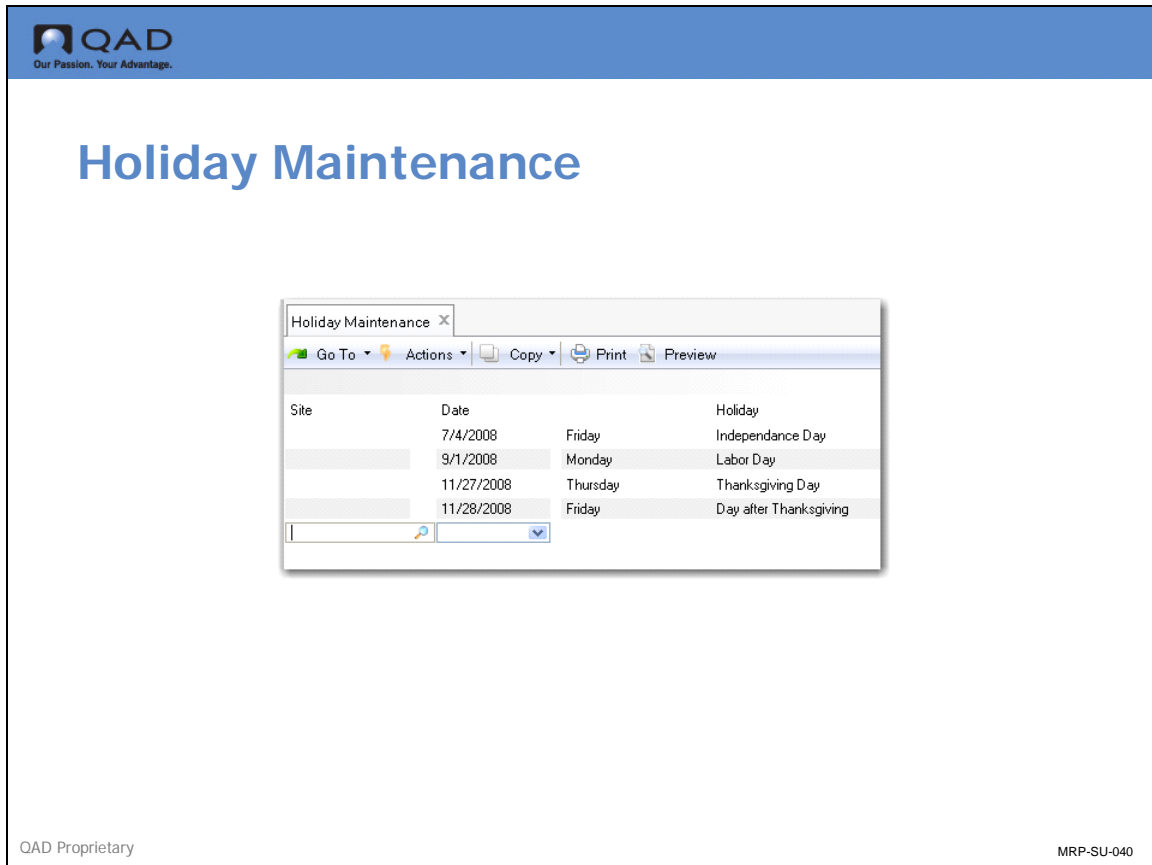 QAD
Our Passion. Your Advantage.
Holiday Maintenance
Holiday Maintenance
Go To Actions Copy Print Preview
Site Date Holiday
7/4/2008 Friday Independance Day
9/1/2008 Monday Labor Day
11/27/2008 Thursday Thanksgiving Day
11/28/2008 Friday Day after Thanksgiving
QAD Proprietary
MRP-SU-040